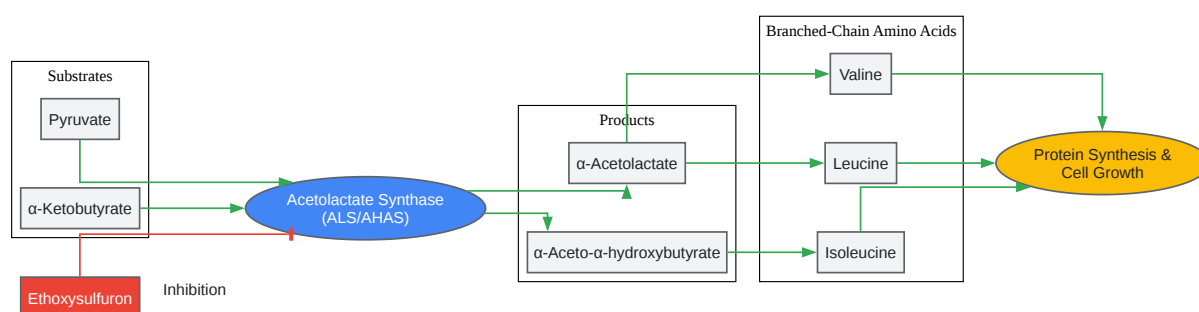 Substrates
Pyruvate
α-Ketobutyrate
Ethoxysulfuron
Inhibition
Acetolactate Synthase
(ALS/AHAS)
Products
α-Acetolactate
α-Aceto-α-hydroxybutyrate
Branched-Chain Amino Acids
Valine
Leucine
Isoleucine
Protein Synthesis &
Cell Growth